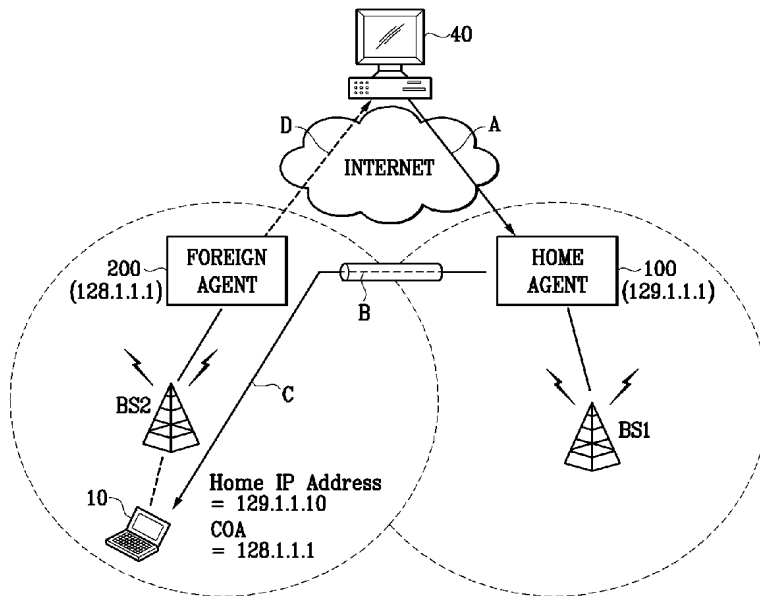 40
D
A
INTERNET
200
(128.1.1.1)
FOREIGN
AGENT
HOME
AGENT
100
(129.1.1.1)
B
BS2
C
BS1
10
Home IP Address
= 129.1.1.10
COA
= 128.1.1.1